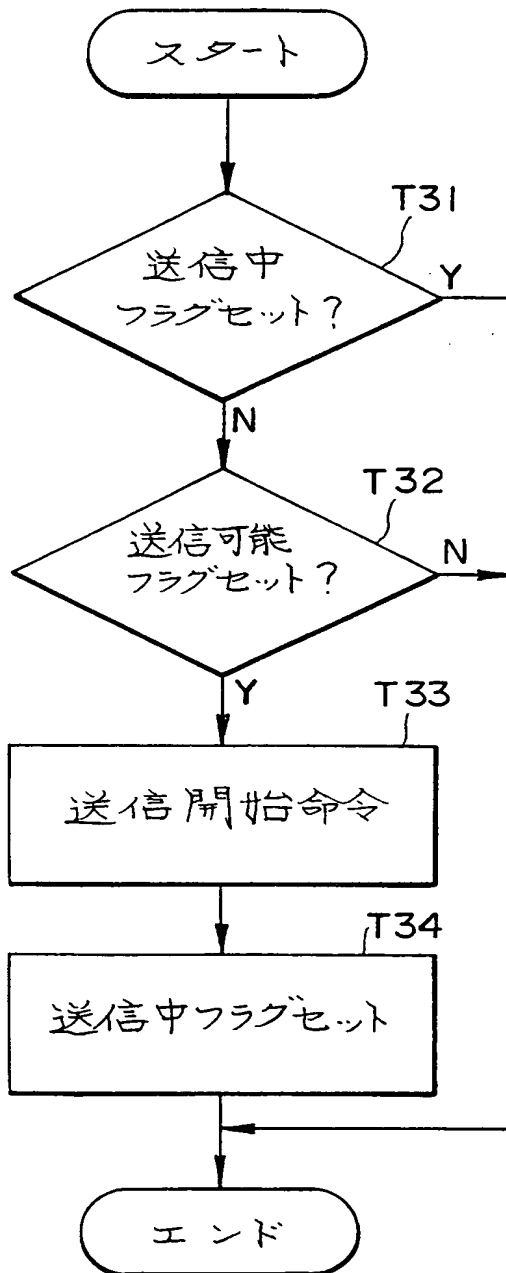 スタート
T31
送信中
フラグセット?
Y
N
T32
送信可能
フラグセット?
N
Y
T33
送信開始命令
T34
送信中フラグセット
エンド